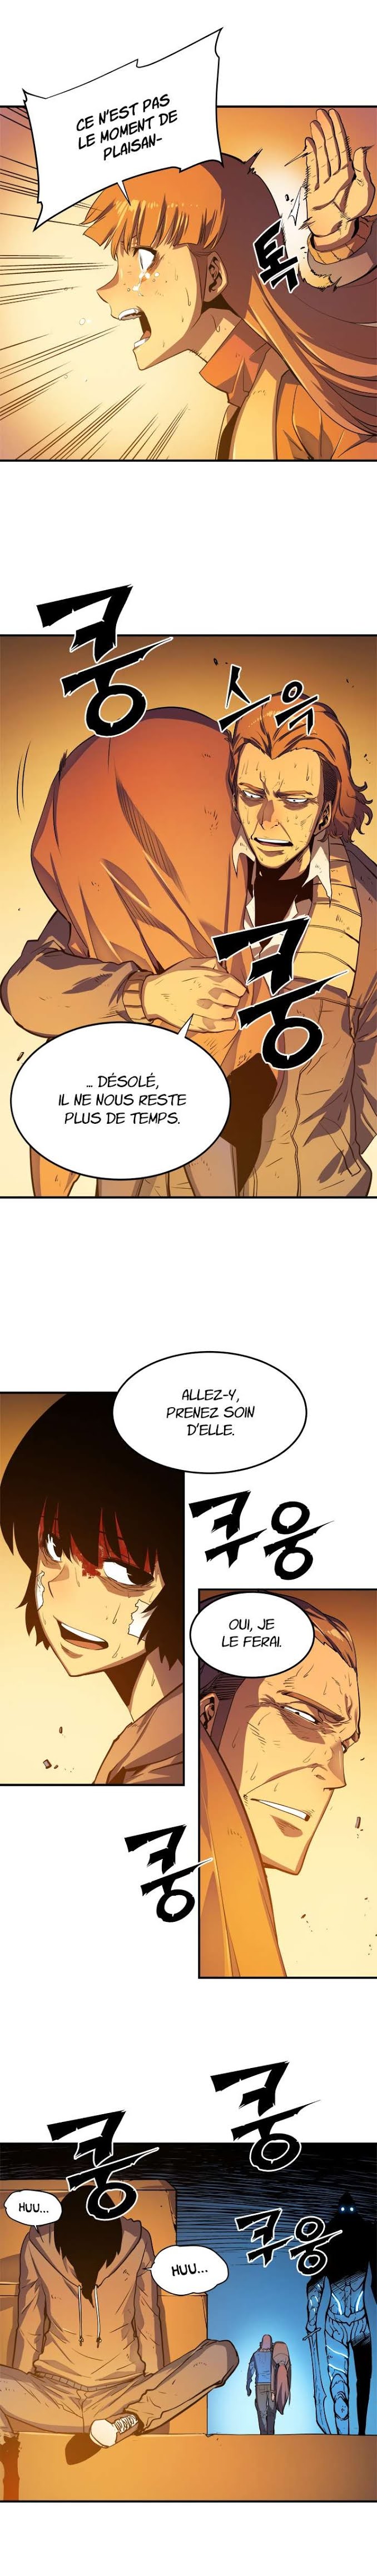 CE N'EST PAS
LE MOMENT DE
PLAISAN-
톡
쿵
스윽
쿵
... DÉSOLÉ,
IL NE NOUS RESTE
PLUS DE TEMPS.
ALLEZ-Y,
PRENEZ SOIN
D'ELLE.
쿠웅
OUI, JE
LE FERAI.
쿵
쿵
쿵
HUU...
쿠웅
HUU...